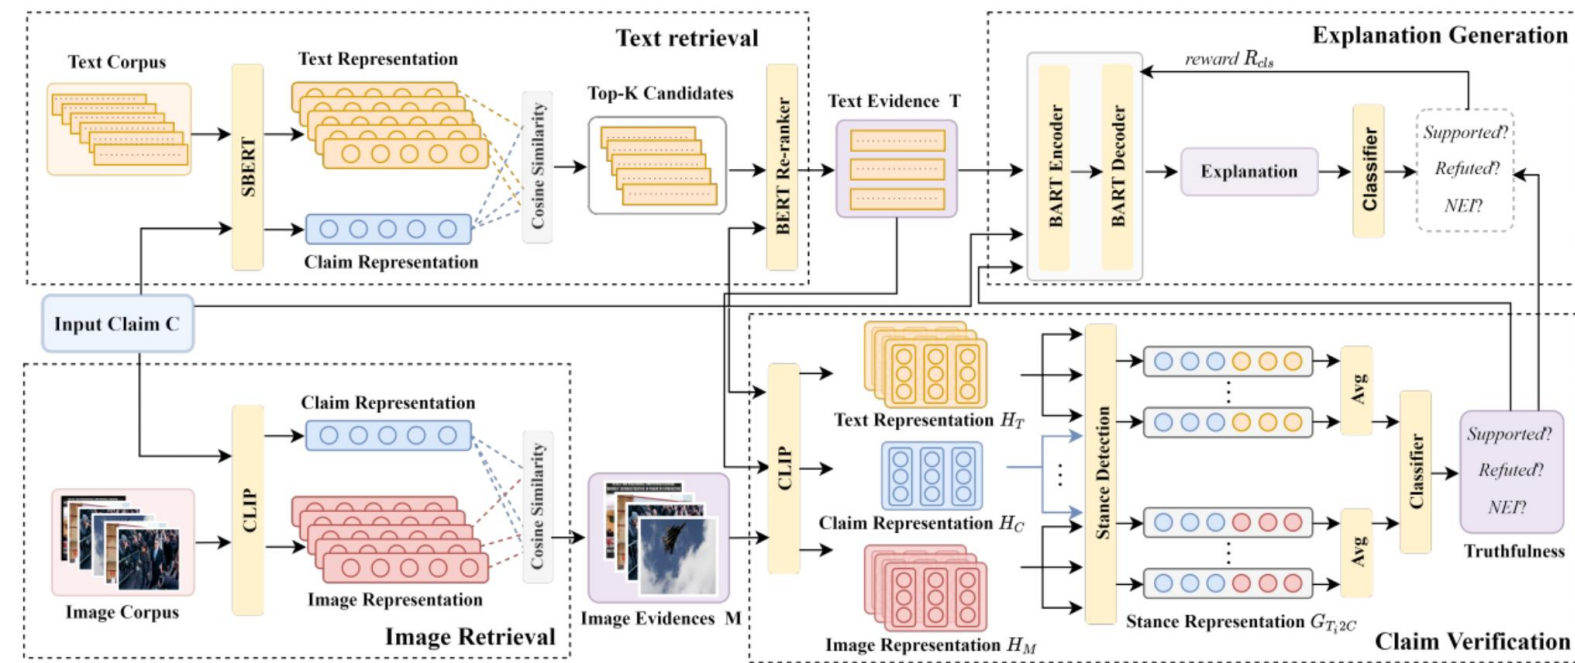 Text retrieval
Text Corpus
SBERT
Text Representation
Claim Representation
Cosine Similarity
Top-K Candidates
BERT Re-ranker
Text Evidence T
Explanation Generation
reward R_cls
BART Encoder
BART Decoder
Explanation
Classifier
Supported?
Refuted?
NEI?
Input Claim C
Claim Representation
CLIP
Image Corpus
Image Representation
Cosine Similarity
Image Retrieval
Image Evidences M
CLIP
Text Representation H_T
Claim Representation H_C
Image Representation H_M
Stance Detection
Avg
Avg
Stance Representation G_{T_i2C}
Classifier
Supported?
Refuted?
NEI?
Truthfulness
Claim Verification